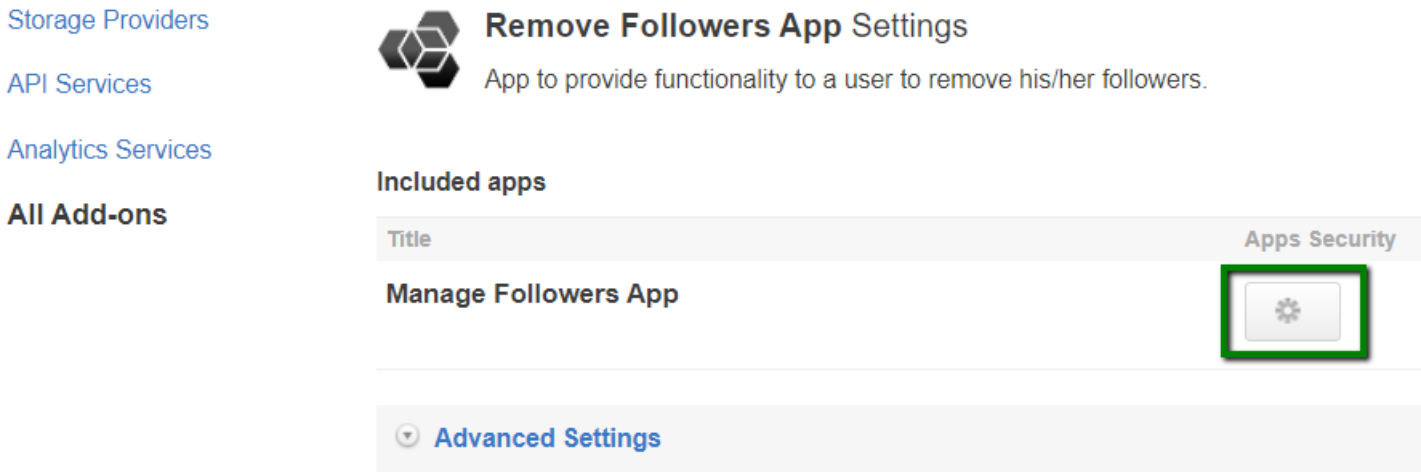 Storage Providers
API Services
Analytics Services
All Add-ons
Remove Followers App Settings
App to provide functionality to a user to remove his/her followers.
Included apps
Title Apps Security
Manage Followers App
Advanced Settings